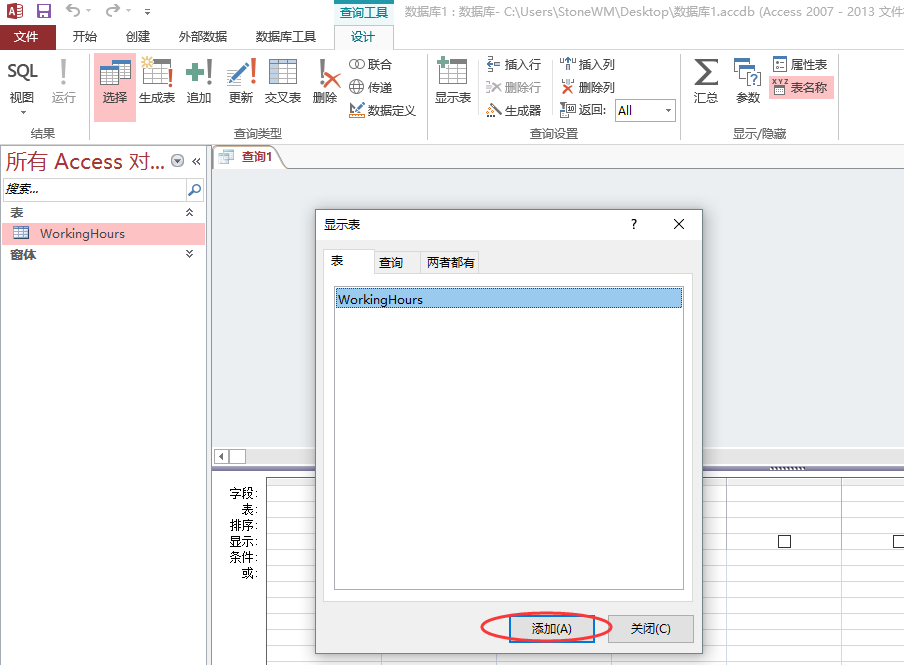 查询工具
数据库1 : 数据库- C:\Users\StoneWM\Desktop\数据库1.accdb (Access 2007 - 2013 文件
文件 开始 创建 外部数据 数据库工具 设计
SQL
视图 运行 选择 生成表 追加 更新 交叉表 删除 联合 传递 数据定义 显示表 插入行 删除行 生成器 插入列 删除列 返回: All 汇总 参数 属性表 XYZ 表名称
结果 查询类型 查询设置 显示/隐藏
所有 Access 对... «
查询1
搜索...
表
WorkingHours
窗体
显示表 ?
表 查询 两者都有
WorkingHours
字段:
表:
排序:
显示:
条件:
或:
添加(A) 关闭(C)